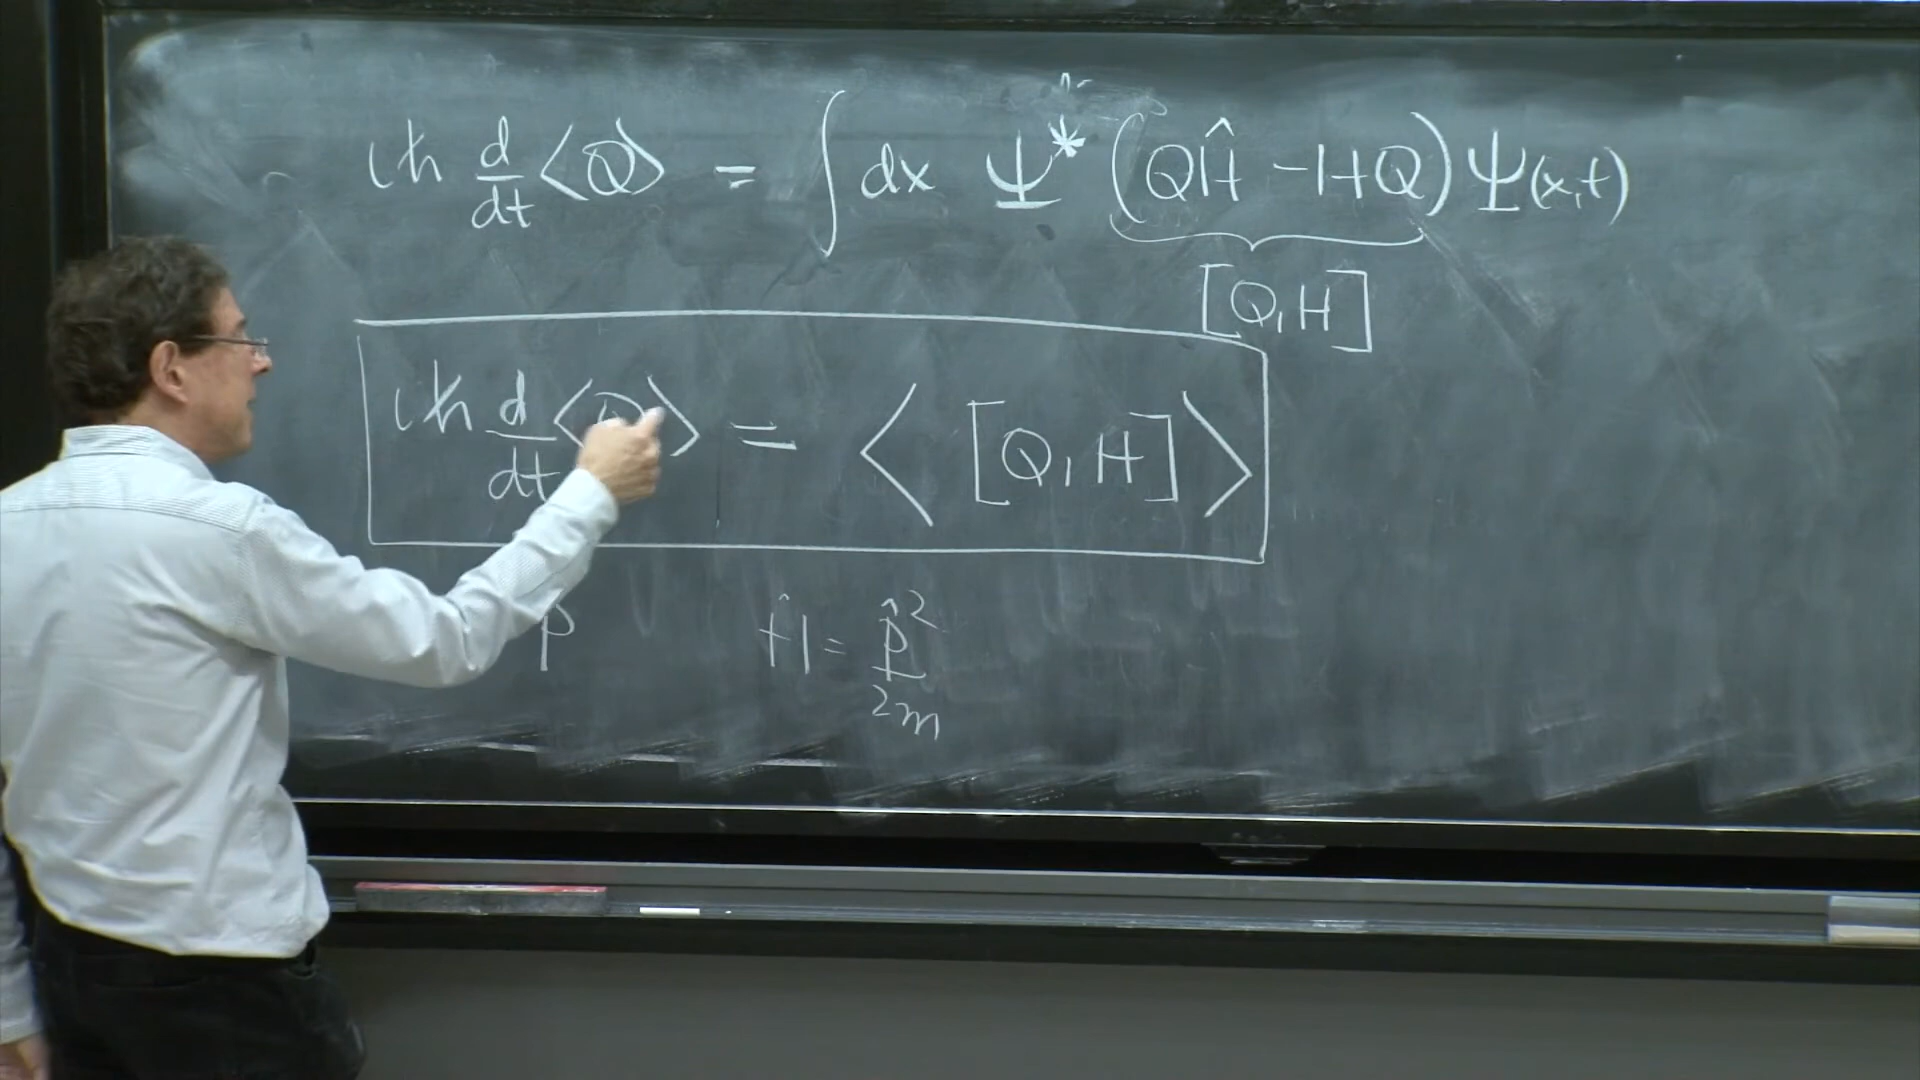 iħ d/dt <Q> = ∫ dx Ψ* (QĤ - HQ) Ψ(x,t)
[Q, H]
iħ d/dt <Q> = < [Q, H] >
p̂ Ĥ = p̂²/2m